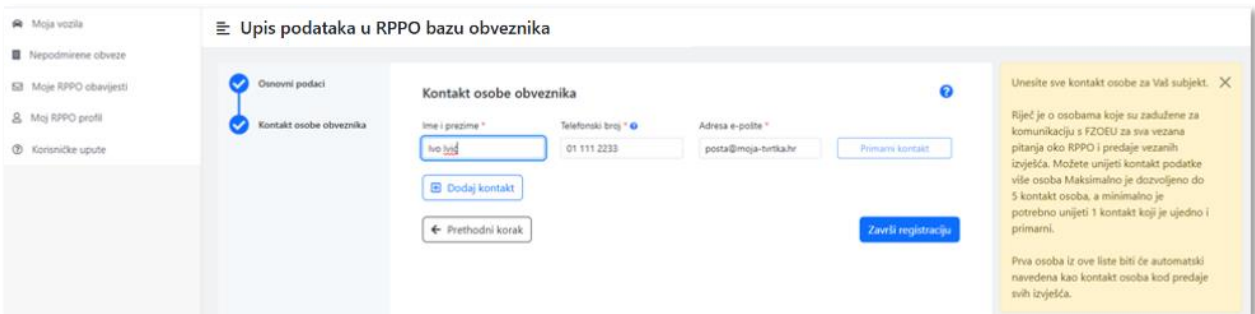 Moja vozila
Nepodmirene obveze
Moje RPPO obavijesti
Moj RPPO profil
Korisničke upute
Upis podataka u RPPO bazu obveznika
Osnovni podaci
Kontakt osobe obveznika
Kontakt osobe obveznika
Ime i prezime * Telefonski broj * Adresa e-pošte *
Ivo Ivić 01 111 2233 posta@moja-tvrtka.hr Primarni kontakt
Dodaj kontakt
Prethodni korak Završi registraciju
Unesite sve kontakt osobe za Vaš subjekt.
Riječ je o osobama koje su zadužene za
komunikaciju s FZOEU za sva vezana
pitanja oko RPPO i predaje vezanih
izvješća. Možete unijeti kontakt podatke
više osoba Maksimalno je dozvoljeno do
5 kontakt osoba, a minimalno je
potrebno unijeti 1 kontakt koji je ujedno i
primarni.
Prva osoba iz ove liste biti će automatski
navedena kao kontakt osoba kod predaje
svih izvješća.